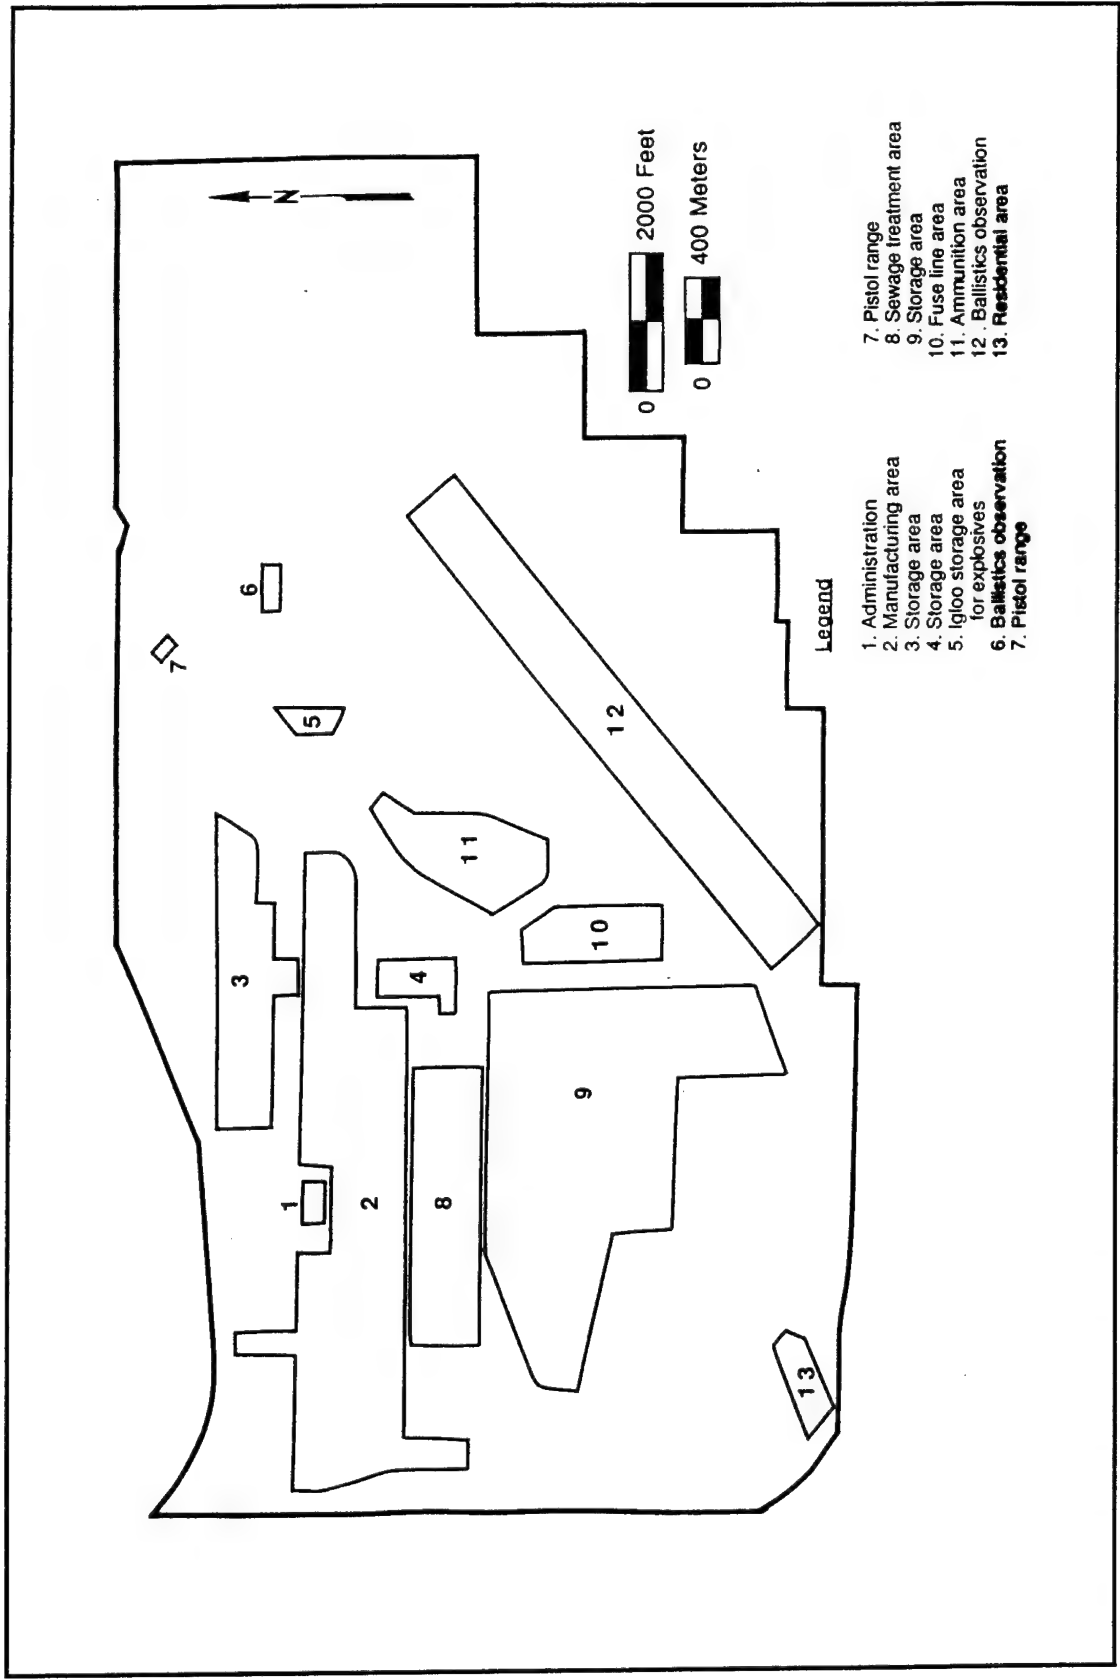 N
7
6
5
3
1
11
4
12
2
10
8
9
13
0 2000 Feet
0 400 Meters
Legend
1. Administration
2. Manufacturing area
3. Storage area
4. Storage area
5. Igloo storage area
for explosives
6. Ballistics observation
7. Pistol range
7. Pistol range
8. Sewage treatment area
9. Storage area
10. Fuse line area
11. Ammunition area
12. Ballistics observation
13. Residential area